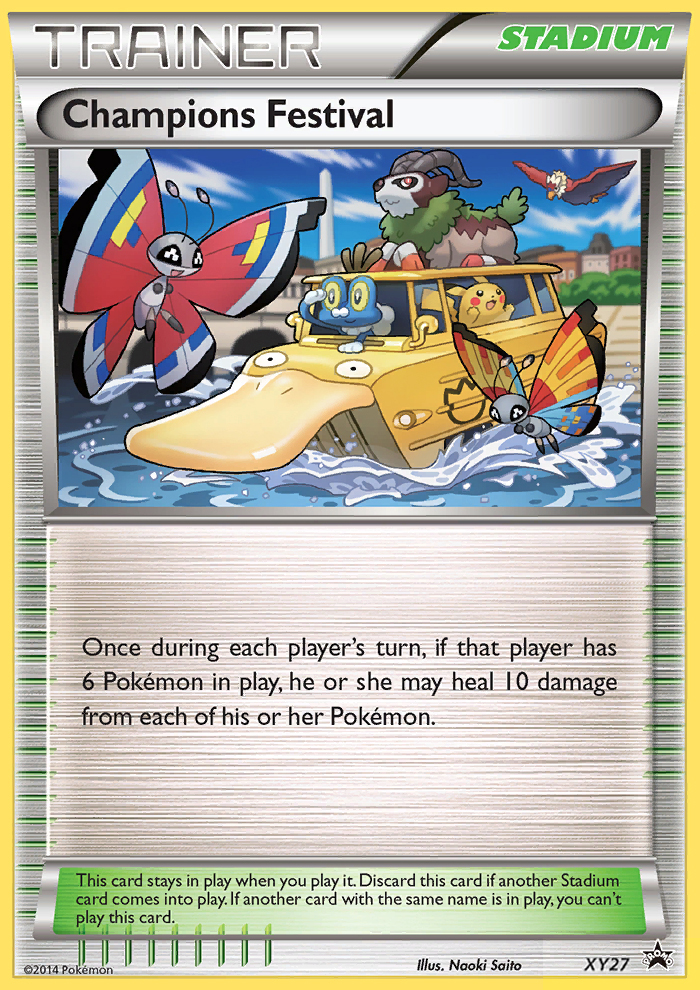 TRAINER
STADIUM
Champions Festival
Once during each player's turn, if that player has
6 Pokémon in play, he or she may heal 10 damage
from each of his or her Pokémon.
This card stays in play when you play it. Discard this card if another Stadium
card comes into play. If another card with the same name is in play, you can't
play this card.
©2014 Pokémon
Illus. Naoki Saito
XY27
PROMO